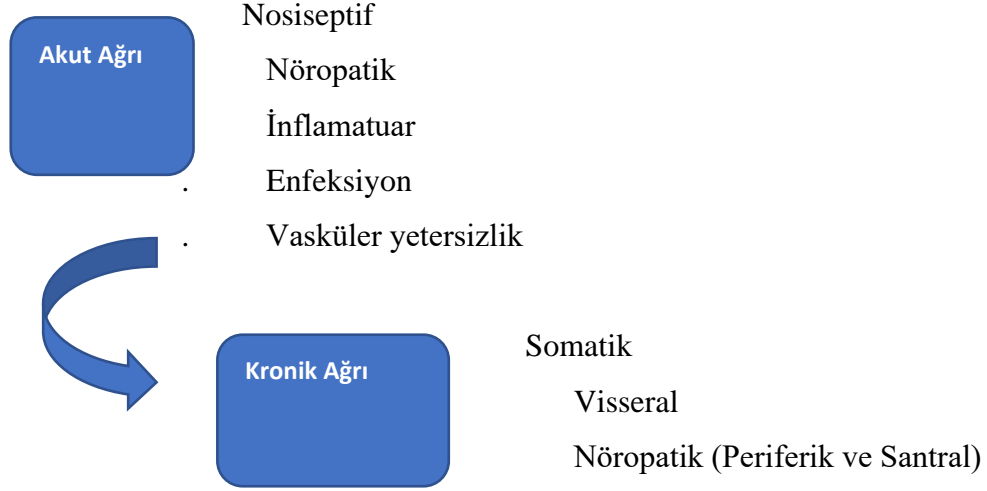 Nosiseptif
Akut Ağrı
Nöropatik
İnflamatuar
. Enfeksiyon
. Vasküler yetersizlik
Somatik
Kronik Ağrı
Visseral
Nöropatik (Periferik ve Santral)